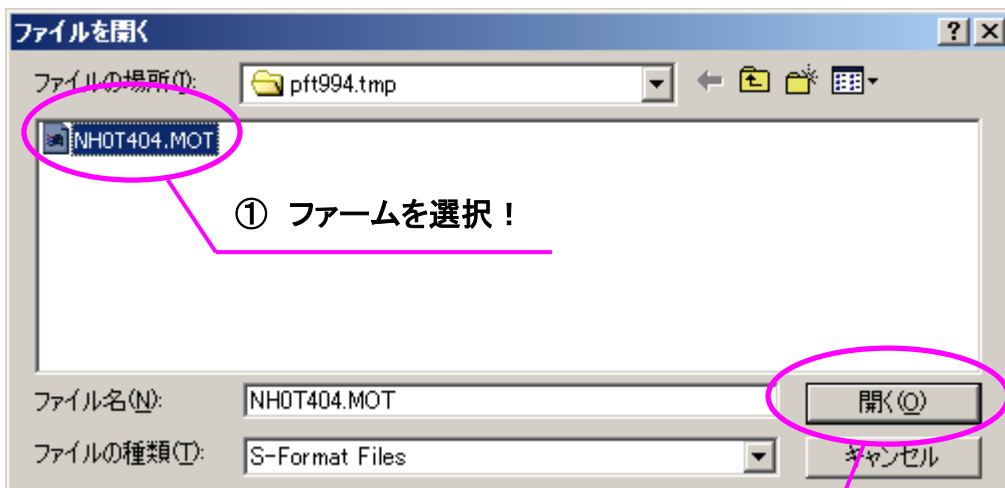 ファイルを開く
ファイルの場所(I): pft994.tmp
NH0T404.MOT
① ファームを選択！
ファイル名(N): NH0T404.MOT 開く(O)
ファイルの種類(T): S-Format Files キャンセル